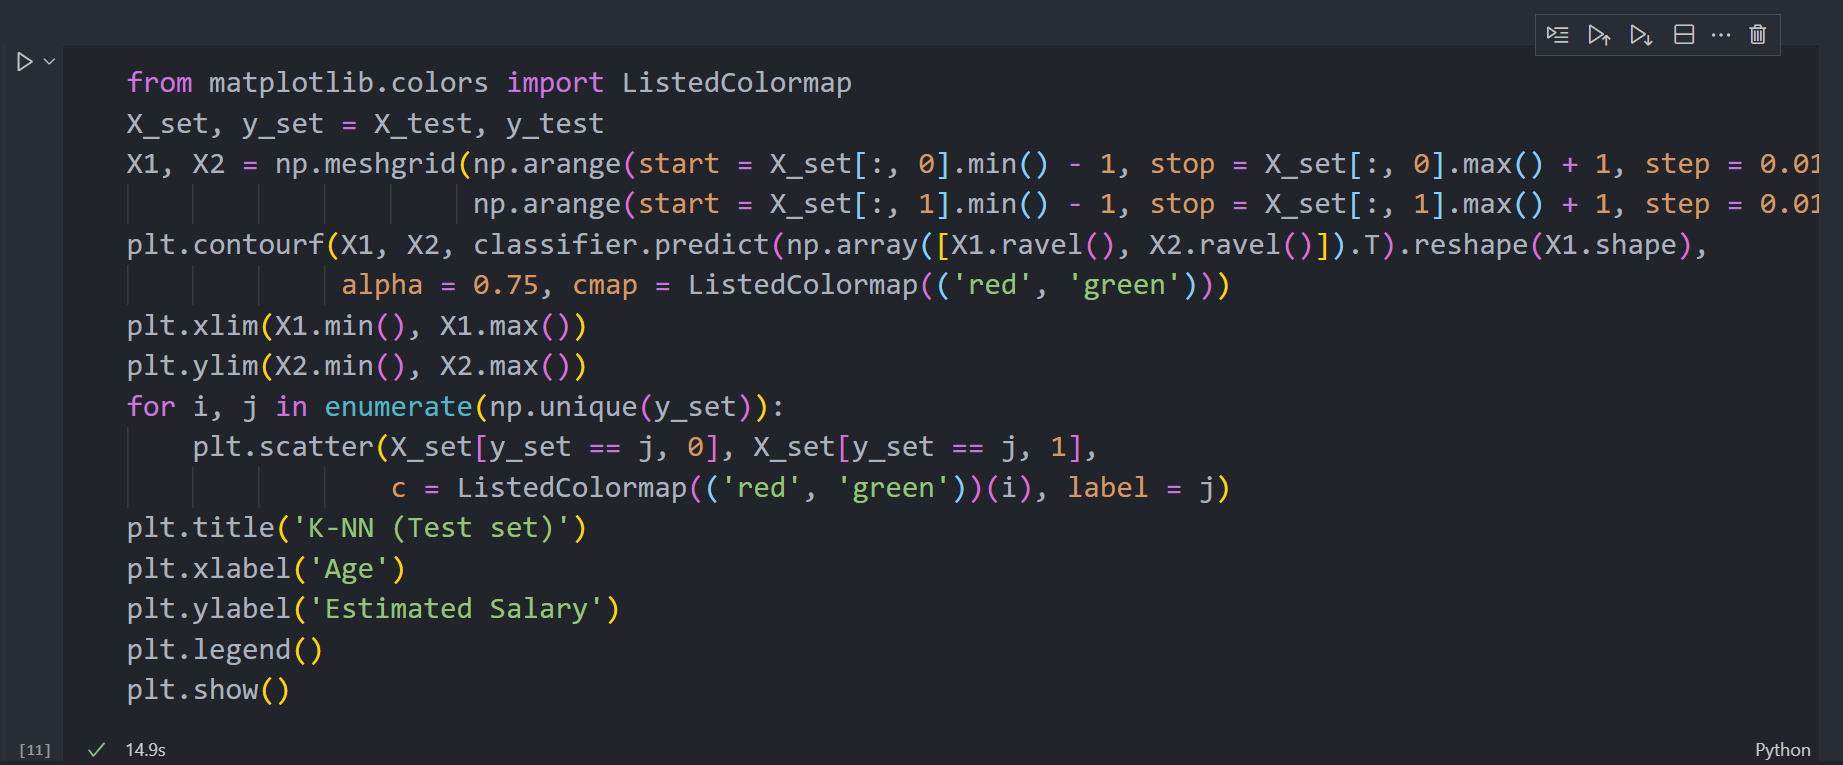 from matplotlib.colors import ListedColormap
X_set, y_set = X_test, y_test
X1, X2 = np.meshgrid(np.arange(start = X_set[:, 0].min() - 1, stop = X_set[:, 0].max() + 1, step = 0.01
np.arange(start = X_set[:, 1].min() - 1, stop = X_set[:, 1].max() + 1, step = 0.01
plt.contourf(X1, X2, classifier.predict(np.array([X1.ravel(), X2.ravel()]).T).reshape(X1.shape),
alpha = 0.75, cmap = ListedColormap(('red', 'green')))
plt.xlim(X1.min(), X1.max())
plt.ylim(X2.min(), X2.max())
for i, j in enumerate(np.unique(y_set)):
plt.scatter(X_set[y_set == j, 0], X_set[y_set == j, 1],
c = ListedColormap(('red', 'green'))(i), label = j)
plt.title('K-NN (Test set)')
plt.xlabel('Age')
plt.ylabel('Estimated Salary')
plt.legend()
plt.show()
[11] 14.9s Python